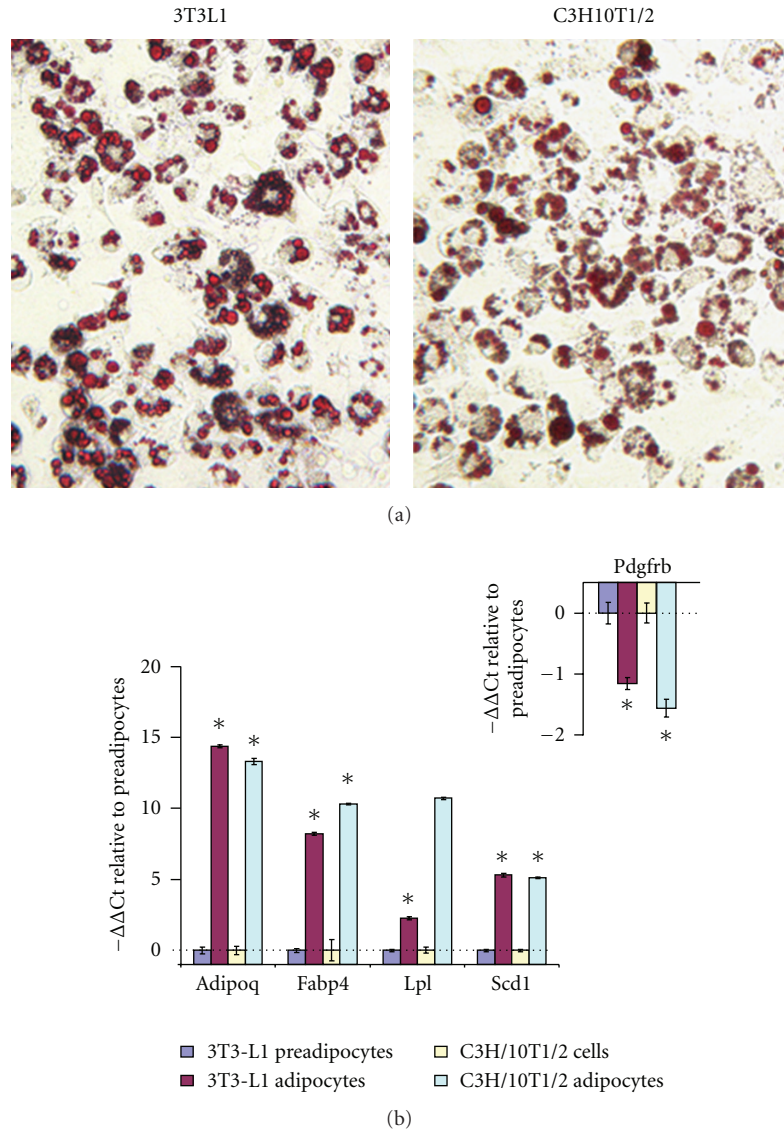 3T3L1
C3H10T1/2
(a)
Pdgfrb
−ΔΔCt relative to
preadipocytes
0
−1
−2
*
*
−ΔΔCt relative to preadipocytes
20
15
10
5
0
* *
* *
*
* *
Adipoq Fabp4 Lpl Scd1
3T3-L1 preadipocytes
3T3-L1 adipocytes
C3H/10T1/2 cells
C3H/10T1/2 adipocytes
(b)